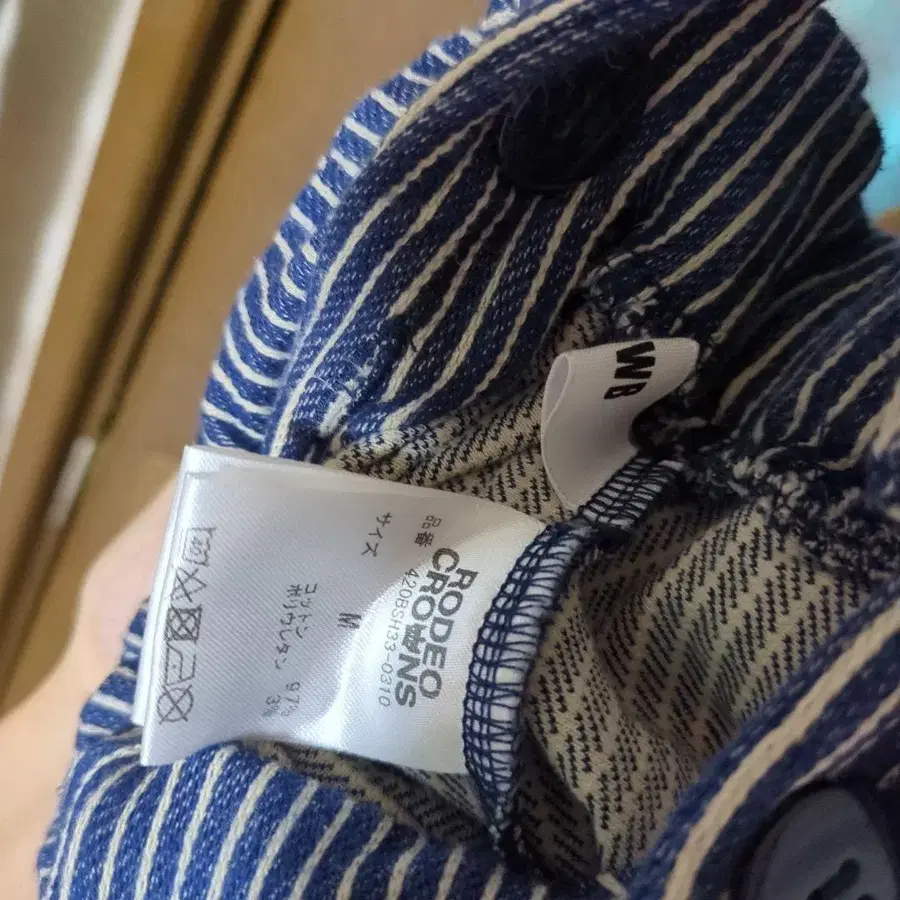 RODEO
CROWNS
品番 420BSH33-0310
サイズ M
コットン 97%
ポリウレタン 3%
WB